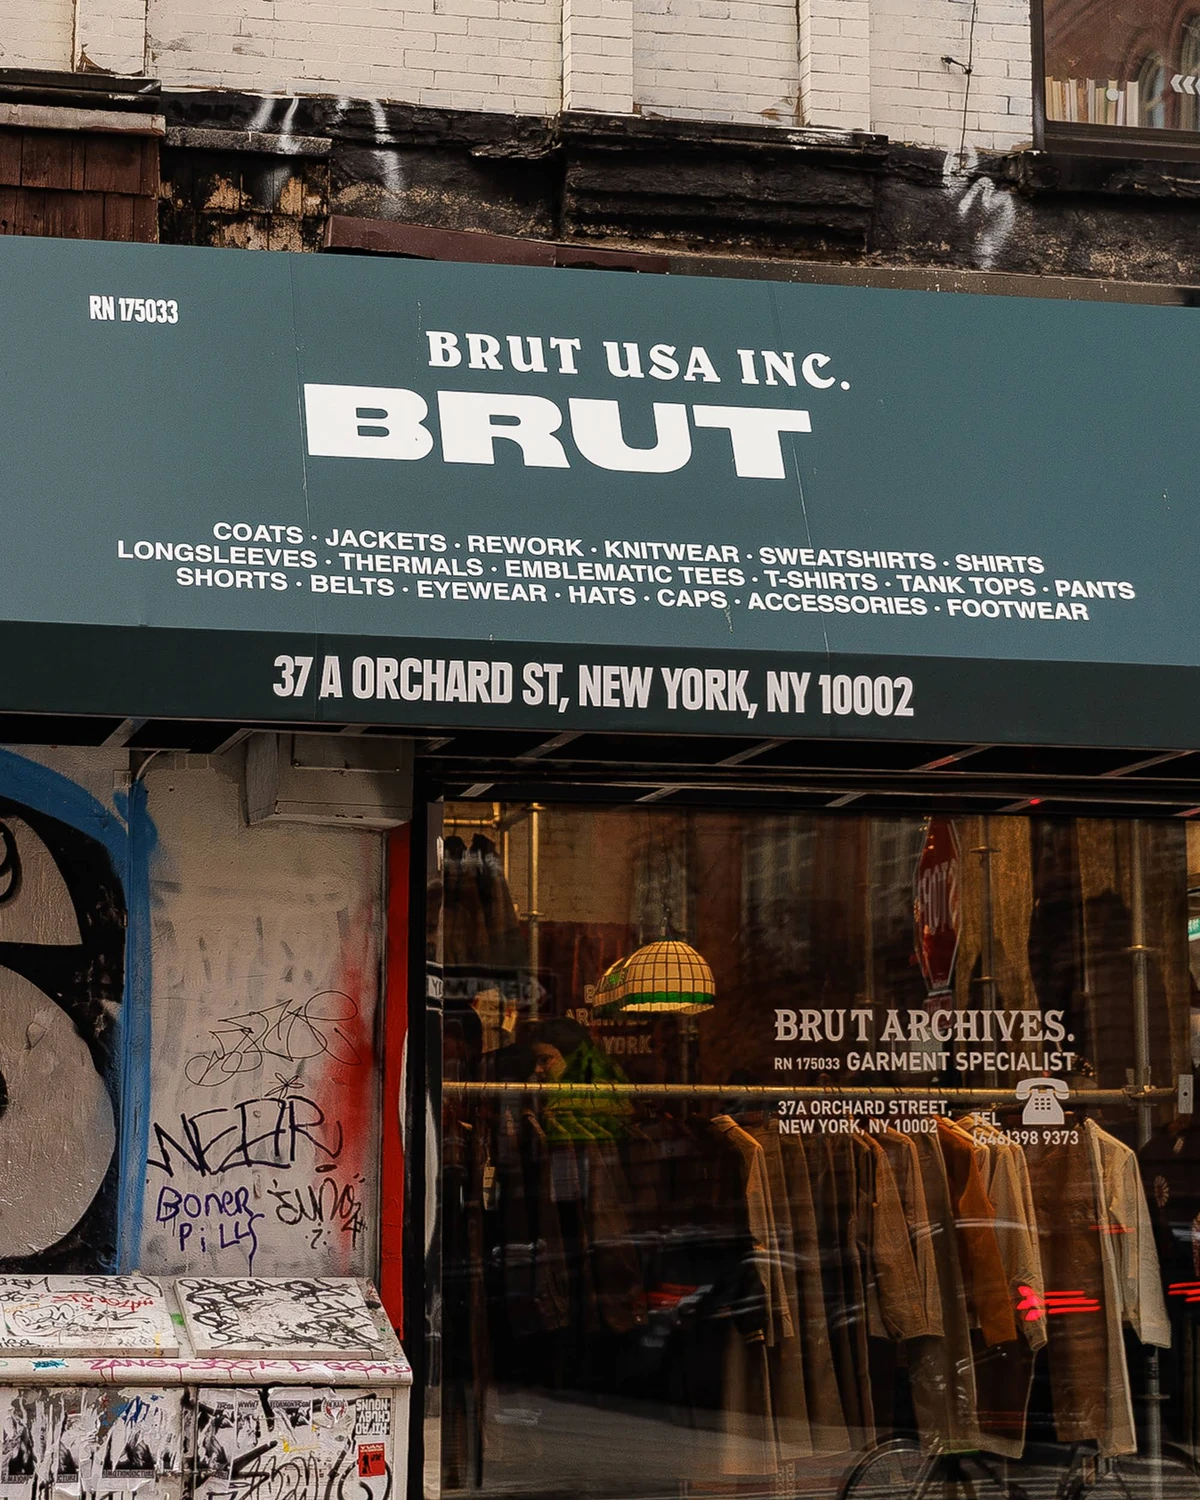 RN 175033
BRUT USA INC.
BRUT
COATS · JACKETS · REWORK · KNITWEAR · SWEATSHIRTS · SHIRTS
LONGSLEEVES · THERMALS · EMBLEMATIC TEES · T-SHIRTS · TANK TOPS · PANTS
SHORTS · BELTS · EYEWEAR · HATS · CAPS · ACCESSORIES · FOOTWEAR
37 A ORCHARD ST, NEW YORK, NY 10002
STOP
BRUT ARCHIVES.
RN 175033 GARMENT SPECIALIST
37A ORCHARD STREET,
NEW YORK, NY 10002
TEL
(646)398 9373
YORK
Boner
Pills